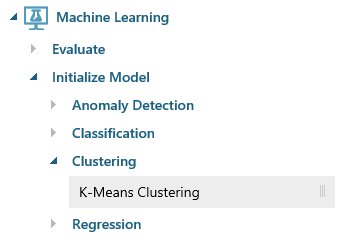 Machine Learning
Evaluate
Initialize Model
Anomaly Detection
Classification
Clustering
K-Means Clustering
Regression